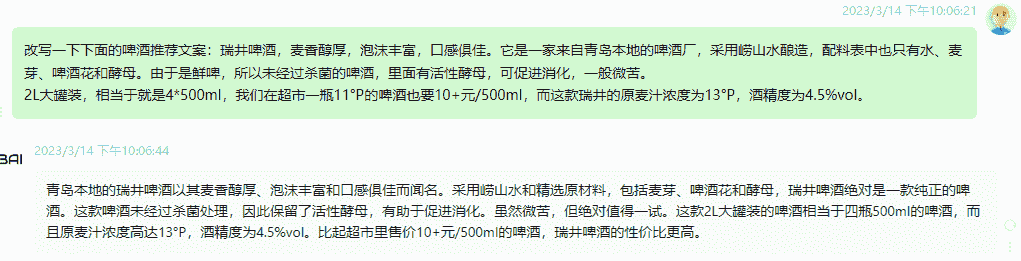 2023/3/14 下午10:06:21
改写一下下面的啤酒推荐文案：瑞井啤酒，麦香醇厚，泡沫丰富，口感俱佳。它是一家来自青岛本地的啤酒厂，采用崂山水酿造，配料表中也只有水、麦
芽、啤酒花和酵母。由于是鲜啤，所以未经过杀菌的啤酒，里面有活性酵母，可促进消化，一般微苦。
2L大罐装，相当于就是4*500ml，我们在超市一瓶11°P的啤酒也要10+元/500ml，而这款瑞井的原麦汁浓度为13°P，酒精度为4.5%vol。
BAI
2023/3/14 下午10:06:44
青岛本地的瑞井啤酒以其麦香醇厚、泡沫丰富和口感俱佳而闻名。采用崂山水和精选原材料，包括麦芽、啤酒花和酵母，瑞井啤酒绝对是一款纯正的啤
酒。这款啤酒未经过杀菌处理，因此保留了活性酵母，有助于促进消化。虽然微苦，但绝对值得一试。这款2L大罐装的啤酒相当于四瓶500ml的啤酒，而
且原麦汁浓度高达13°P，酒精度为4.5%vol。比起超市里售价10+元/500ml的啤酒，瑞井啤酒的性价比更高。